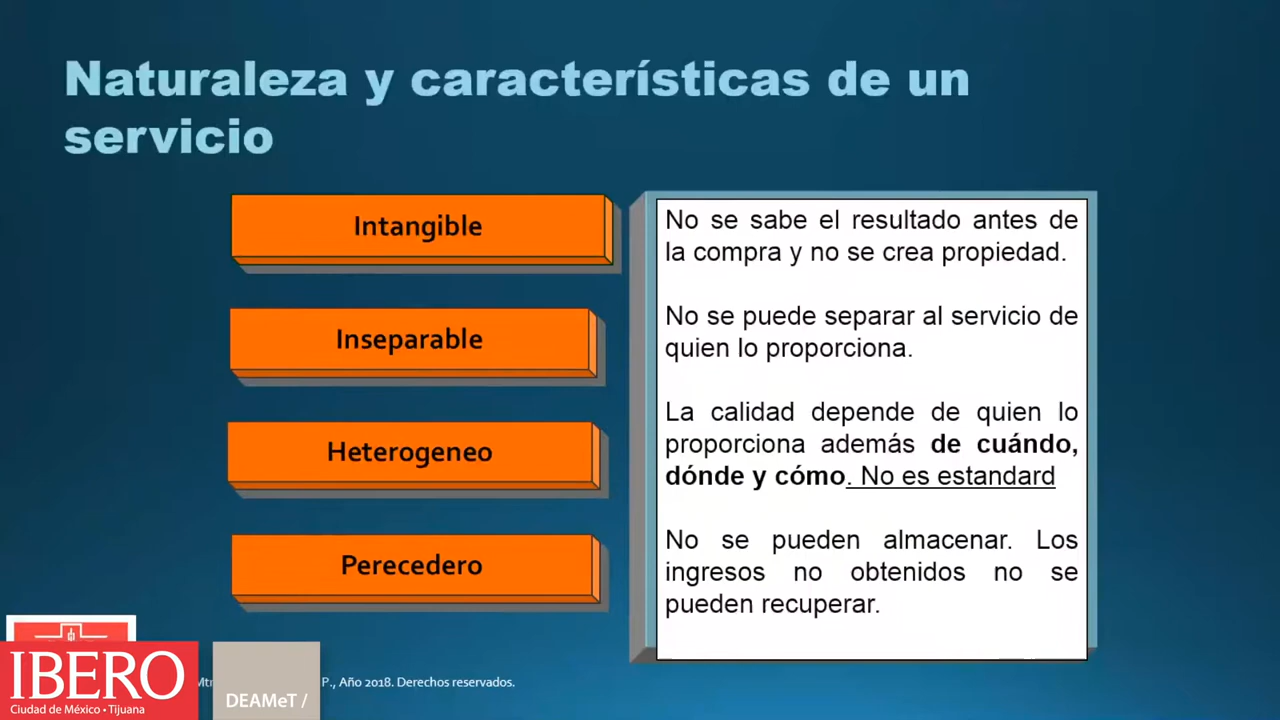 Naturaleza y características de un
servicio
Intangible
No se sabe el resultado antes de
la compra y no se crea propiedad.
Inseparable
No se puede separar al servicio de
quien lo proporciona.
Heterogeneo
La calidad depende de quien lo
proporciona además de cuándo,
dónde y cómo. No es estandard
Perecedero
No se pueden almacenar. Los
ingresos no obtenidos no se
pueden recuperar.
IBERO
Ciudad de México • Tijuana
DEAMeT /
P., Año 2018. Derechos reservados.